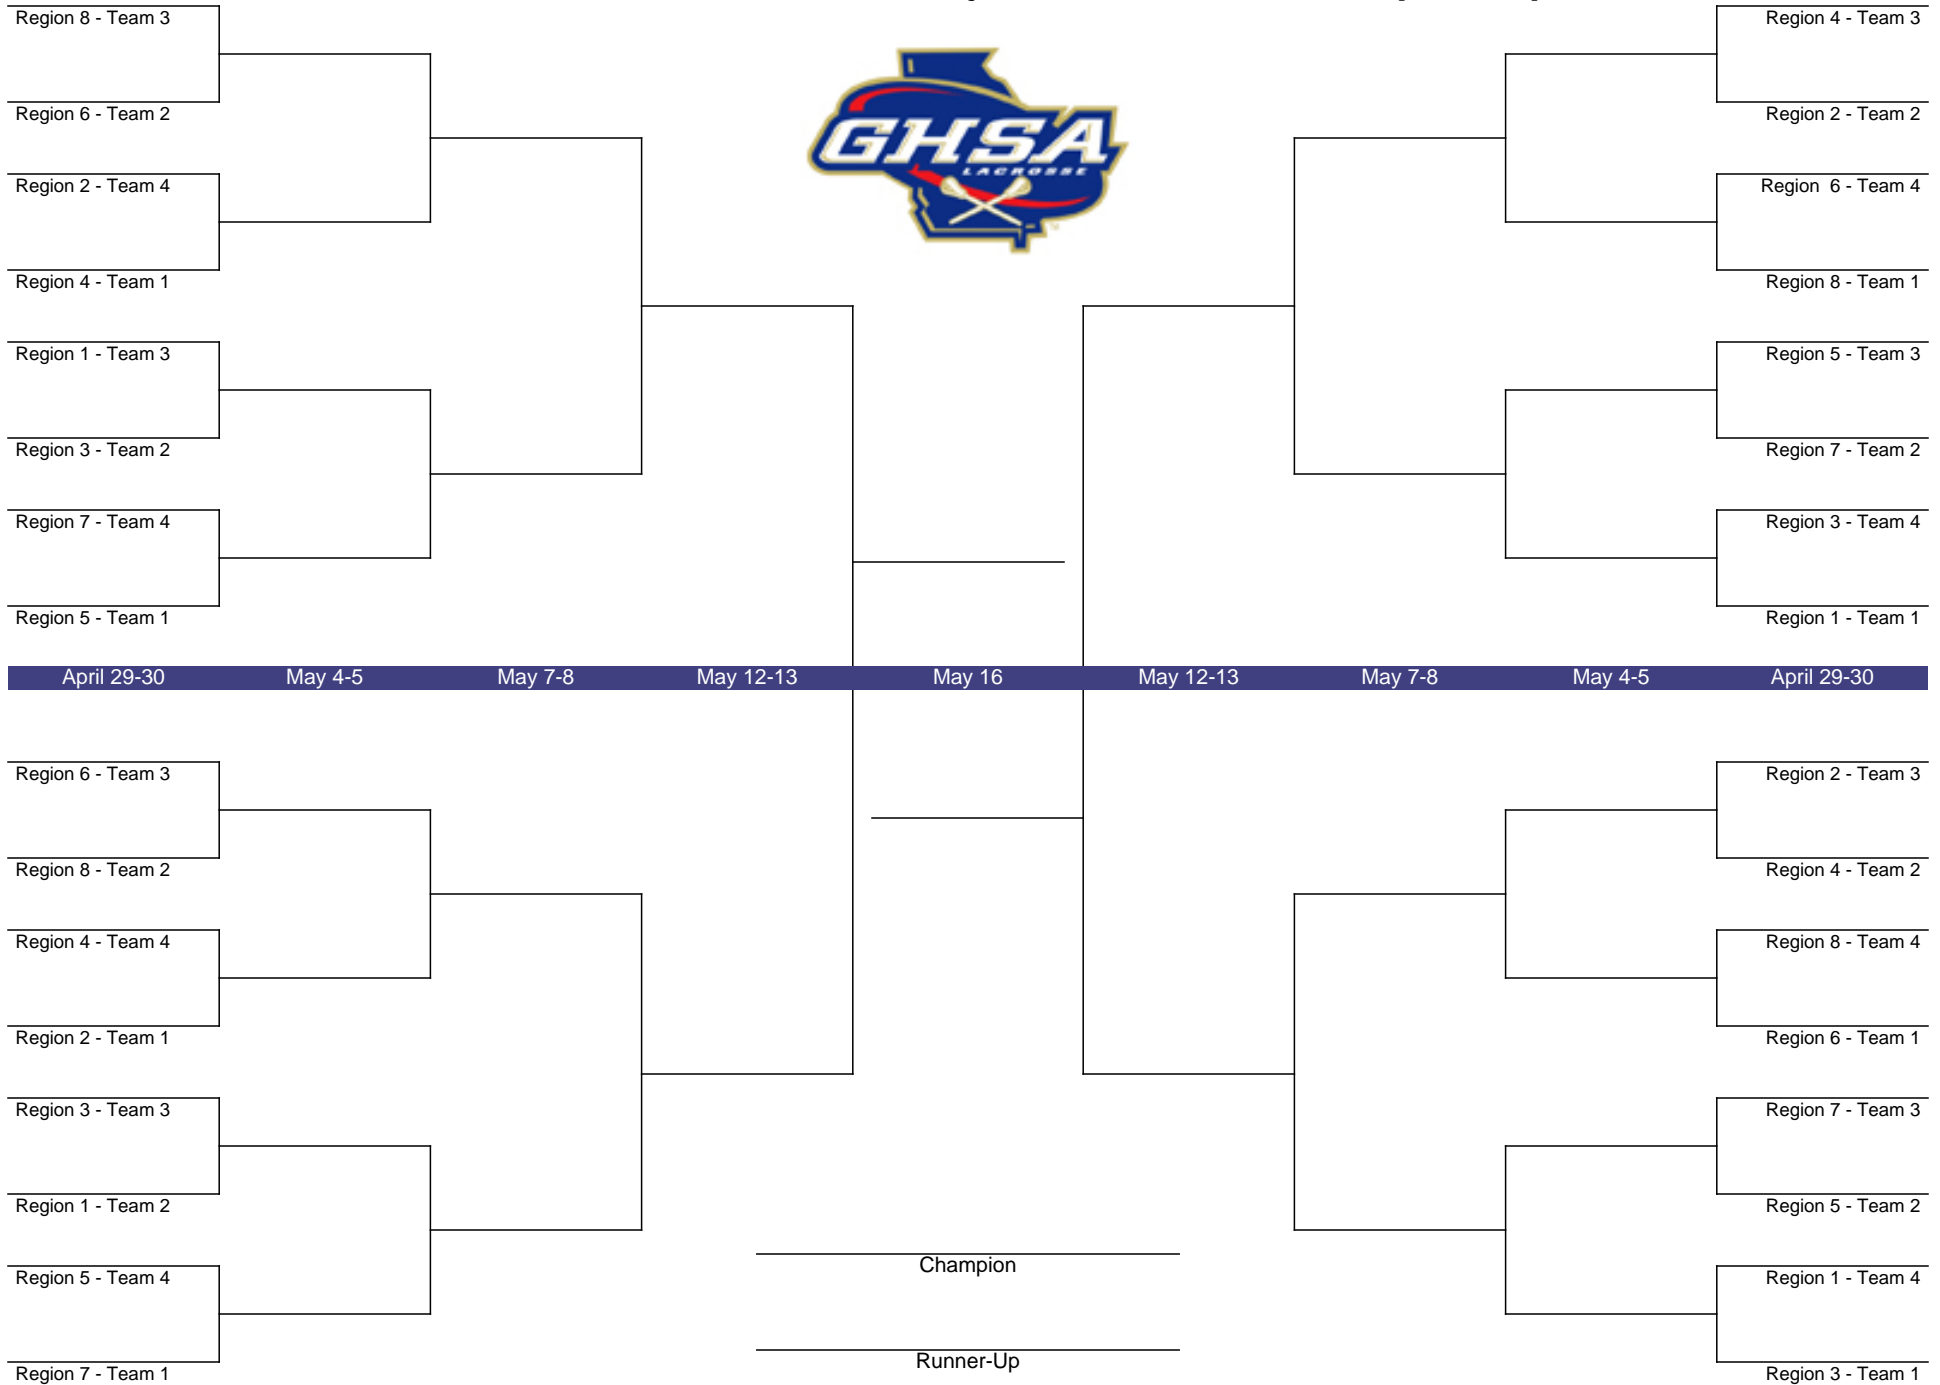 Region 8 - Team 3
Region 6 - Team 2
Region 2 - Team 4
Region 4 - Team 1
Region 1 - Team 3
Region 3 - Team 2
Region 7 - Team 4
Region 5 - Team 1
GHSA
LACROSSE
TM
Region 4 - Team 3
Region 2 - Team 2
Region  6 - Team 4
Region 8 - Team 1
Region 5 - Team 3
Region 7 - Team 2
Region 3 - Team 4
Region 1 - Team 1
April 29-30 May 4-5 May 7-8 May 12-13 May 16 May 12-13 May 7-8 May 4-5 April 29-30
Region 6 - Team 3
Region 8 - Team 2
Region 4 - Team 4
Region 2 - Team 1
Region 3 - Team 3
Region 1 - Team 2
Region 5 - Team 4
Region 7 - Team 1
Champion
Runner-Up
Region 2 - Team 3
Region 4 - Team 2
Region 8 - Team 4
Region 6 - Team 1
Region 7 - Team 3
Region 5 - Team 2
Region 1 - Team 4
Region 3 - Team 1